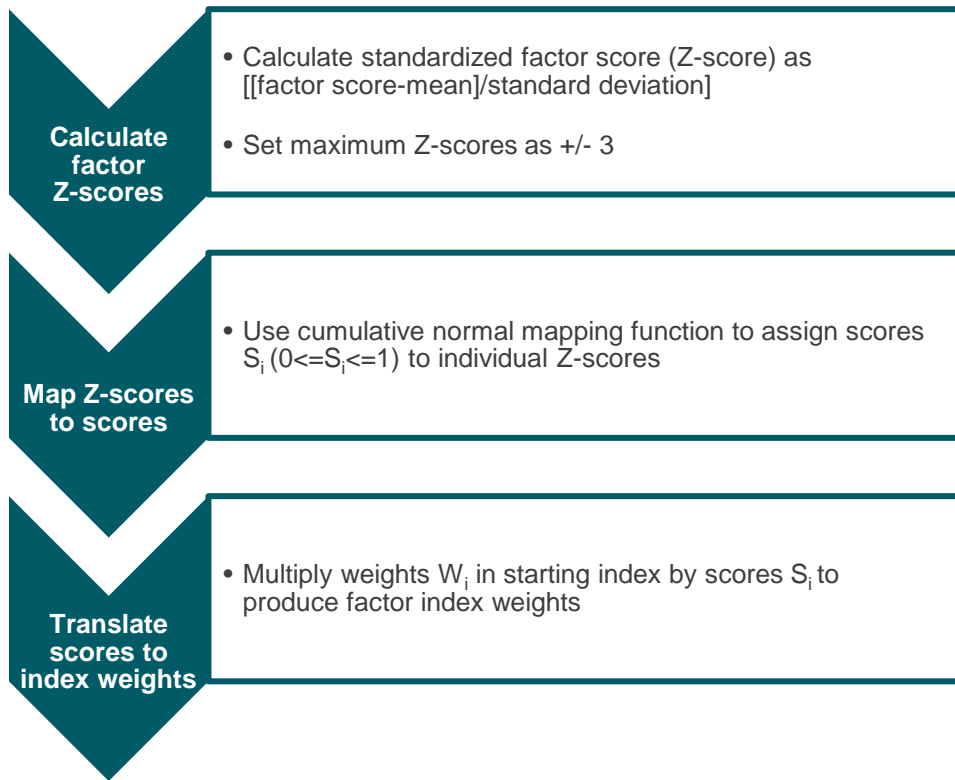 Calculate
factor
Z-scores
• Calculate standardized factor score (Z-score) as
[[factor score-mean]/standard deviation]
• Set maximum Z-scores as +/- 3
Map Z-scores
to scores
• Use cumulative normal mapping function to assign scores
Si (0<=Si<=1) to individual Z-scores
Translate
scores to
index weights
• Multiply weights Wi in starting index by scores Si to
produce factor index weights